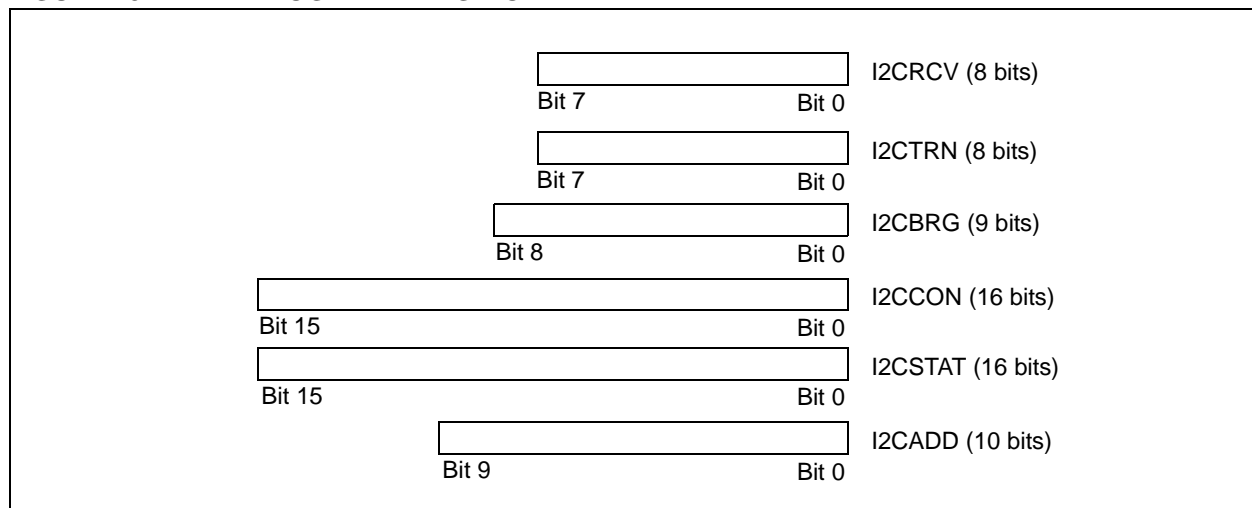 I2CRCV (8 bits)
Bit 7 Bit 0
I2CTRN (8 bits)
Bit 7 Bit 0
I2CBRG (9 bits)
Bit 8 Bit 0
I2CCON (16 bits)
Bit 15 Bit 0
I2CSTAT (16 bits)
Bit 15 Bit 0
I2CADD (10 bits)
Bit 9 Bit 0